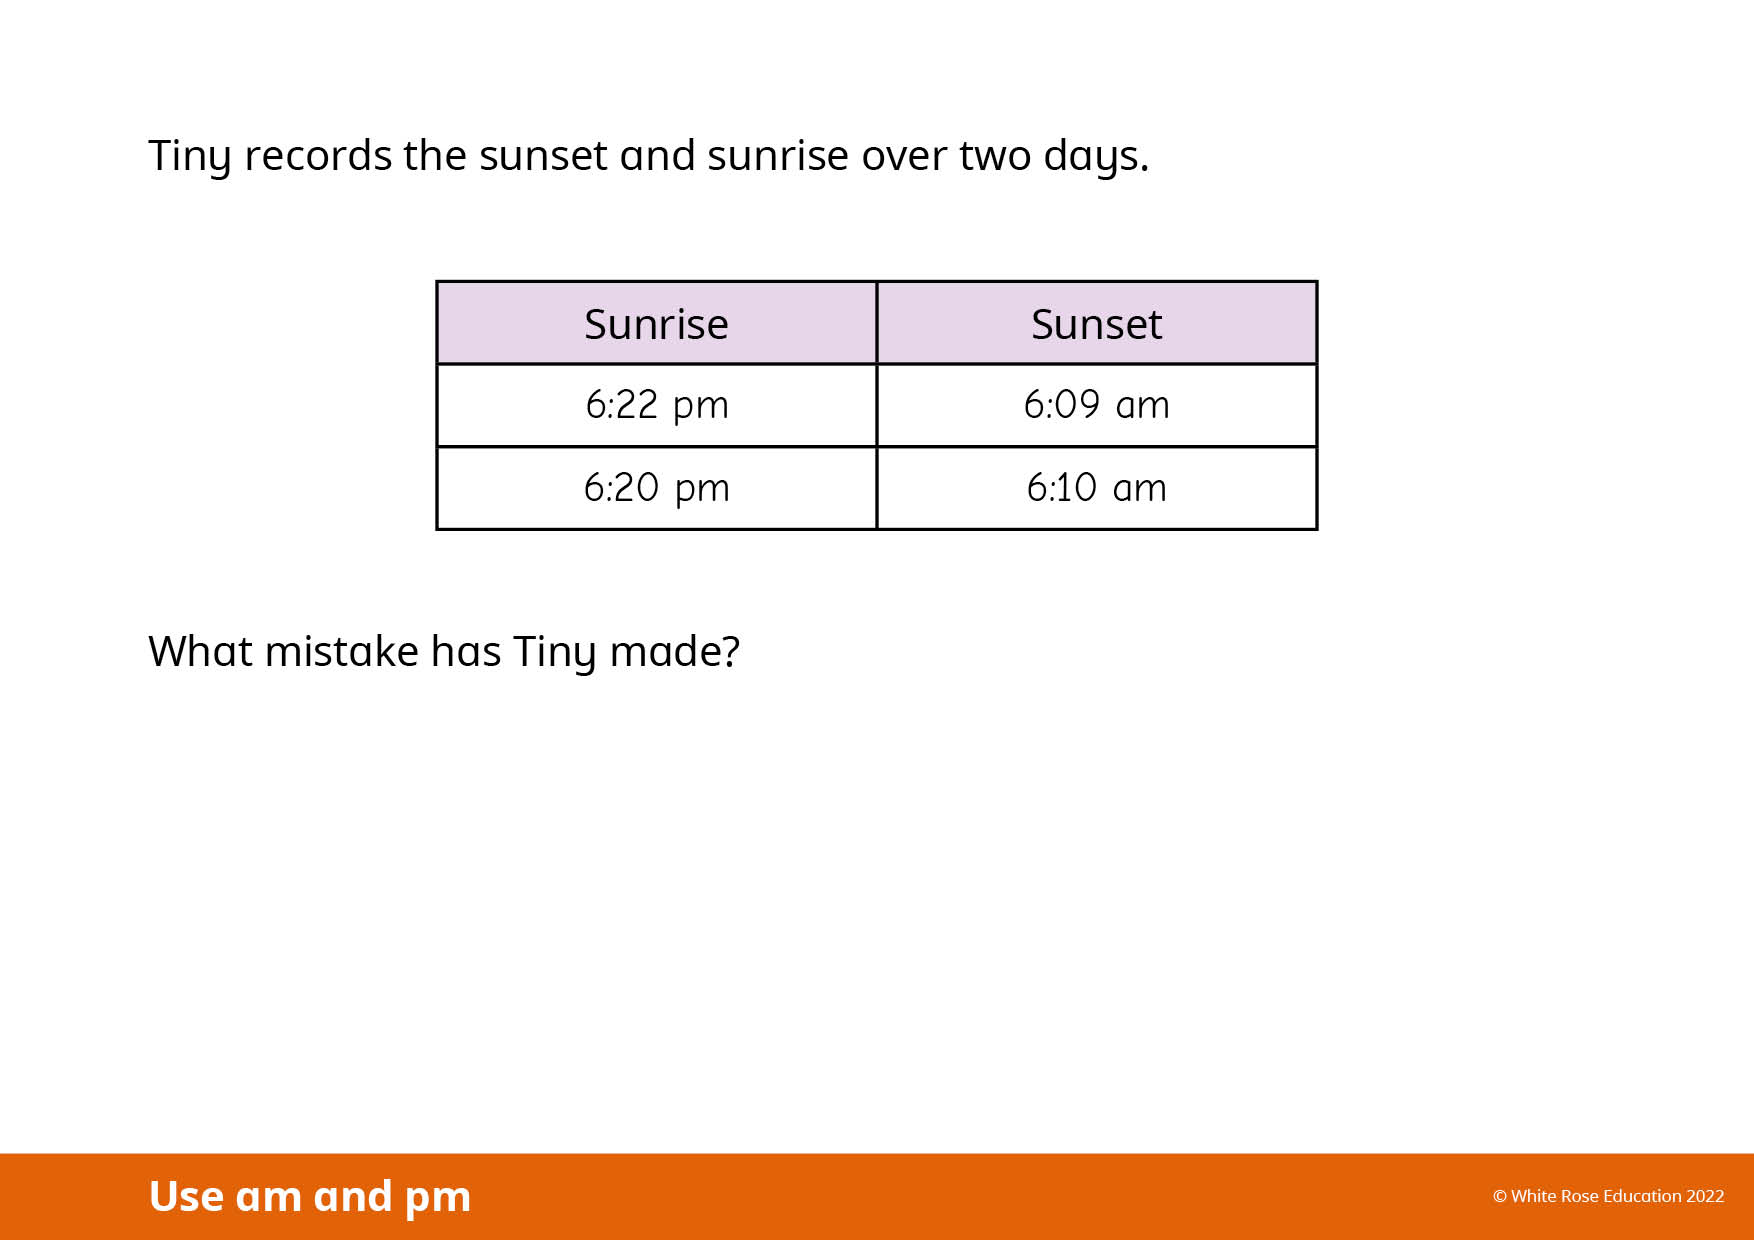 Tiny records the sunset and sunrise over two days.
Sunrise Sunset
6:22 pm 6:09 am
6:20 pm 6:10 am
What mistake has Tiny made?
Use am and pm
© White Rose Education 2022